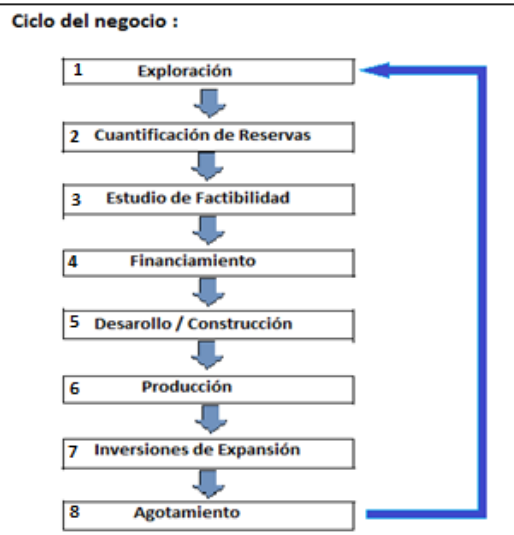 Ciclo del negocio :
1 Exploración
2 Cuantificación de Reservas
3 Estudio de Factibilidad
4 Financiamiento
5 Desarollo / Construcción
6 Producción
7 Inversiones de Expansión
8 Agotamiento